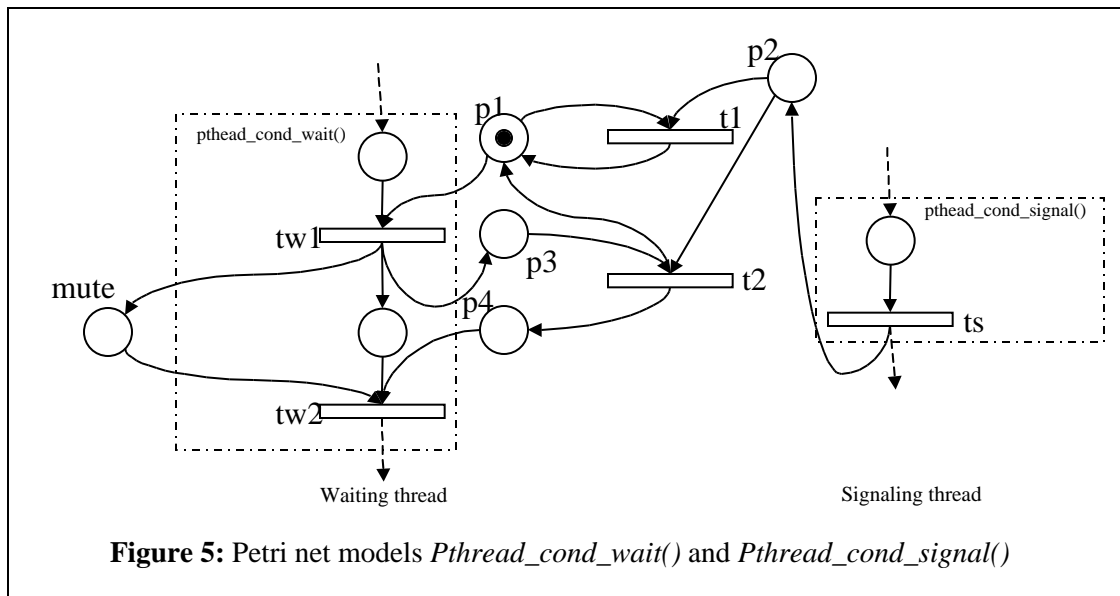 p2
p1
t1
pthead_cond_wait()
pthead_cond_signal()
tw1
p3
t2
mute
p4
ts
tw2
Waiting thread
Signaling thread
Figure 5: Petri net models Pthread_cond_wait() and Pthread_cond_signal()